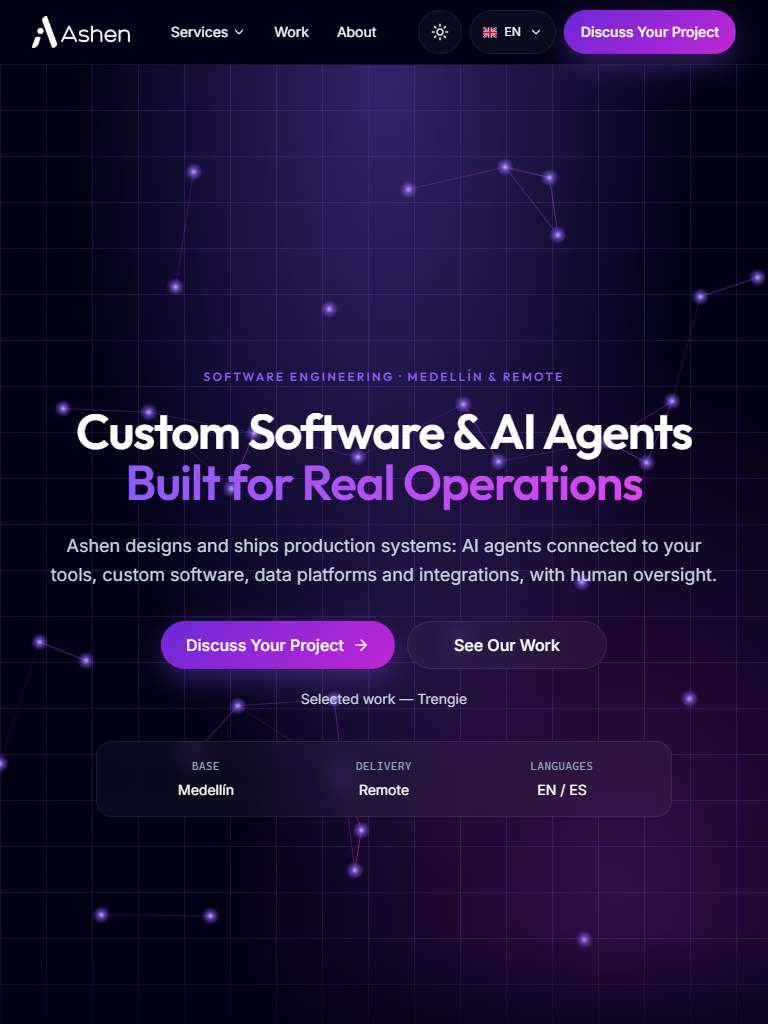 Ashen
Services
Work
About
EN
Discuss Your Project
SOFTWARE ENGINEERING · MEDELLÍN & REMOTE
Custom Software & AI Agents
Built for Real Operations
Ashen designs and ships production systems: AI agents connected to your
tools, custom software, data platforms and integrations, with human oversight.
Discuss Your Project →
See Our Work
Selected work — Trengie
BASE
Medellín
DELIVERY
Remote
LANGUAGES
EN / ES